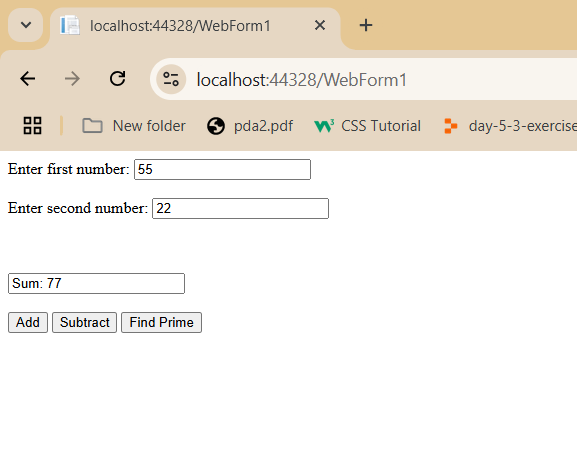 localhost:44328/WebForm1
localhost:44328/WebForm1
New folder pda2.pdf CSS Tutorial day-5-3-exercise
Enter first number: 55
Enter second number: 22
Sum: 77
Add Subtract Find Prime